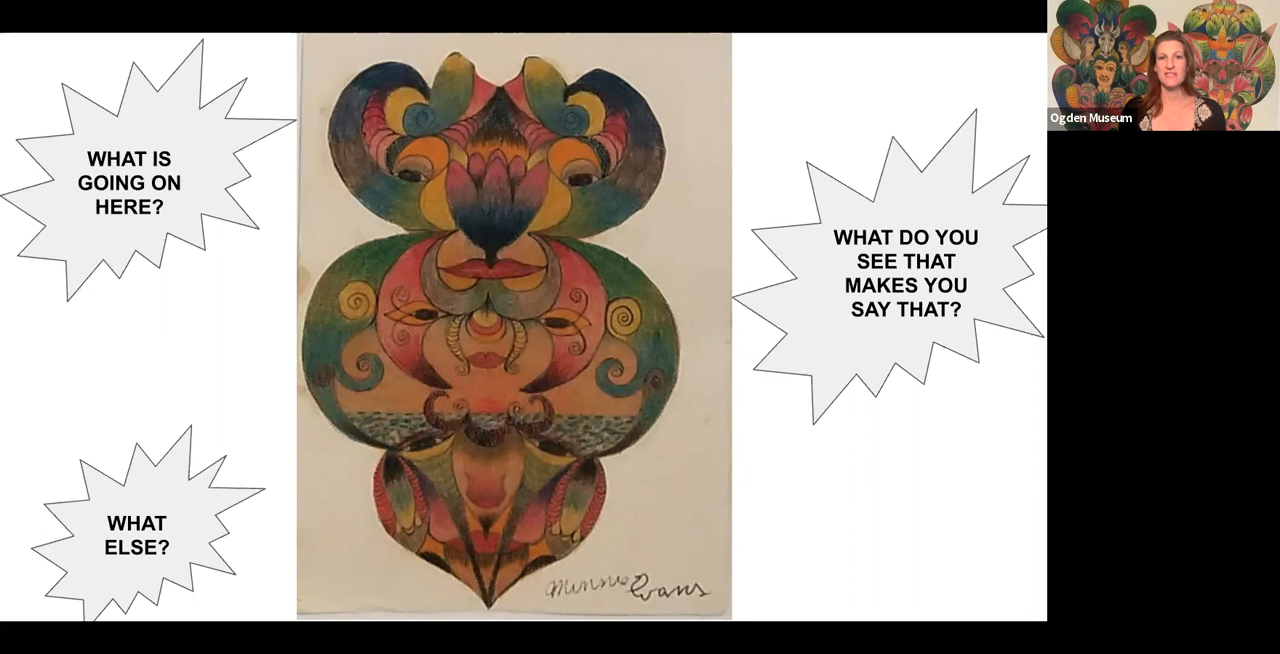 WHAT IS
GOING ON
HERE?
WHAT DO YOU
SEE THAT
MAKES YOU
SAY THAT?
WHAT
ELSE?
Minnie Evans
Ogden Museum